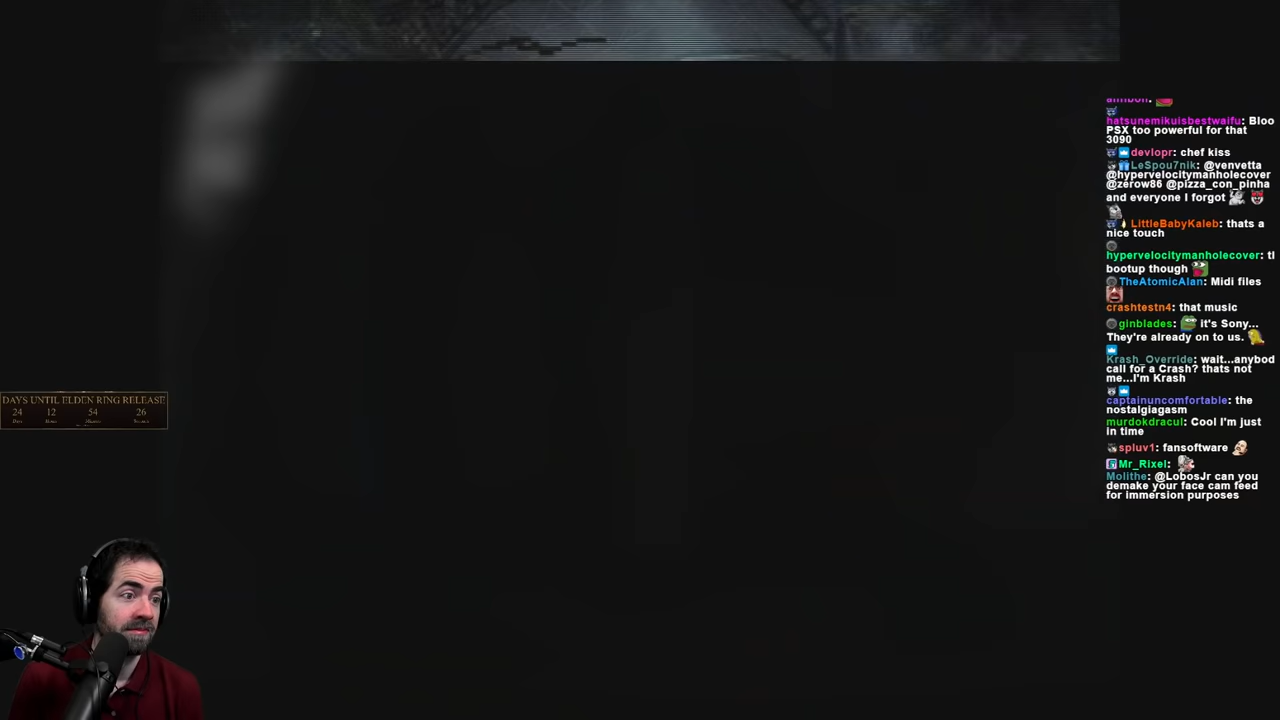 hatsunemikuisbestwaifu: Bloo
PSX too powerful for that
3090
devlopr: chef kiss
LeSpou7nik: @venvetta
@hypervelocitymanholecover
@zerow86 @pizza_con_pinha
and everyone I forgot
LittleBabyKaleb: thats a
nice touch
hypervelocitymanholecover: tl
bootup though
TheAtomicAlan: Midi files
crashtestn4: that music
ginblades: it's Sony...
They're already on to us.
Krash_Override: wait...anybod
call for a Crash? thats not
me...I'm Krash
captainuncomfortable: the
nostalgiagasm
murdokdracul: Cool I'm just
in time
spluv1: fansoftware
Mr_Rixel:
Molithe: @LobosJr can you
demake your face cam feed
for immersion purposes
DAYS UNTIL ELDEN RING RELEASE
24 12 54 26